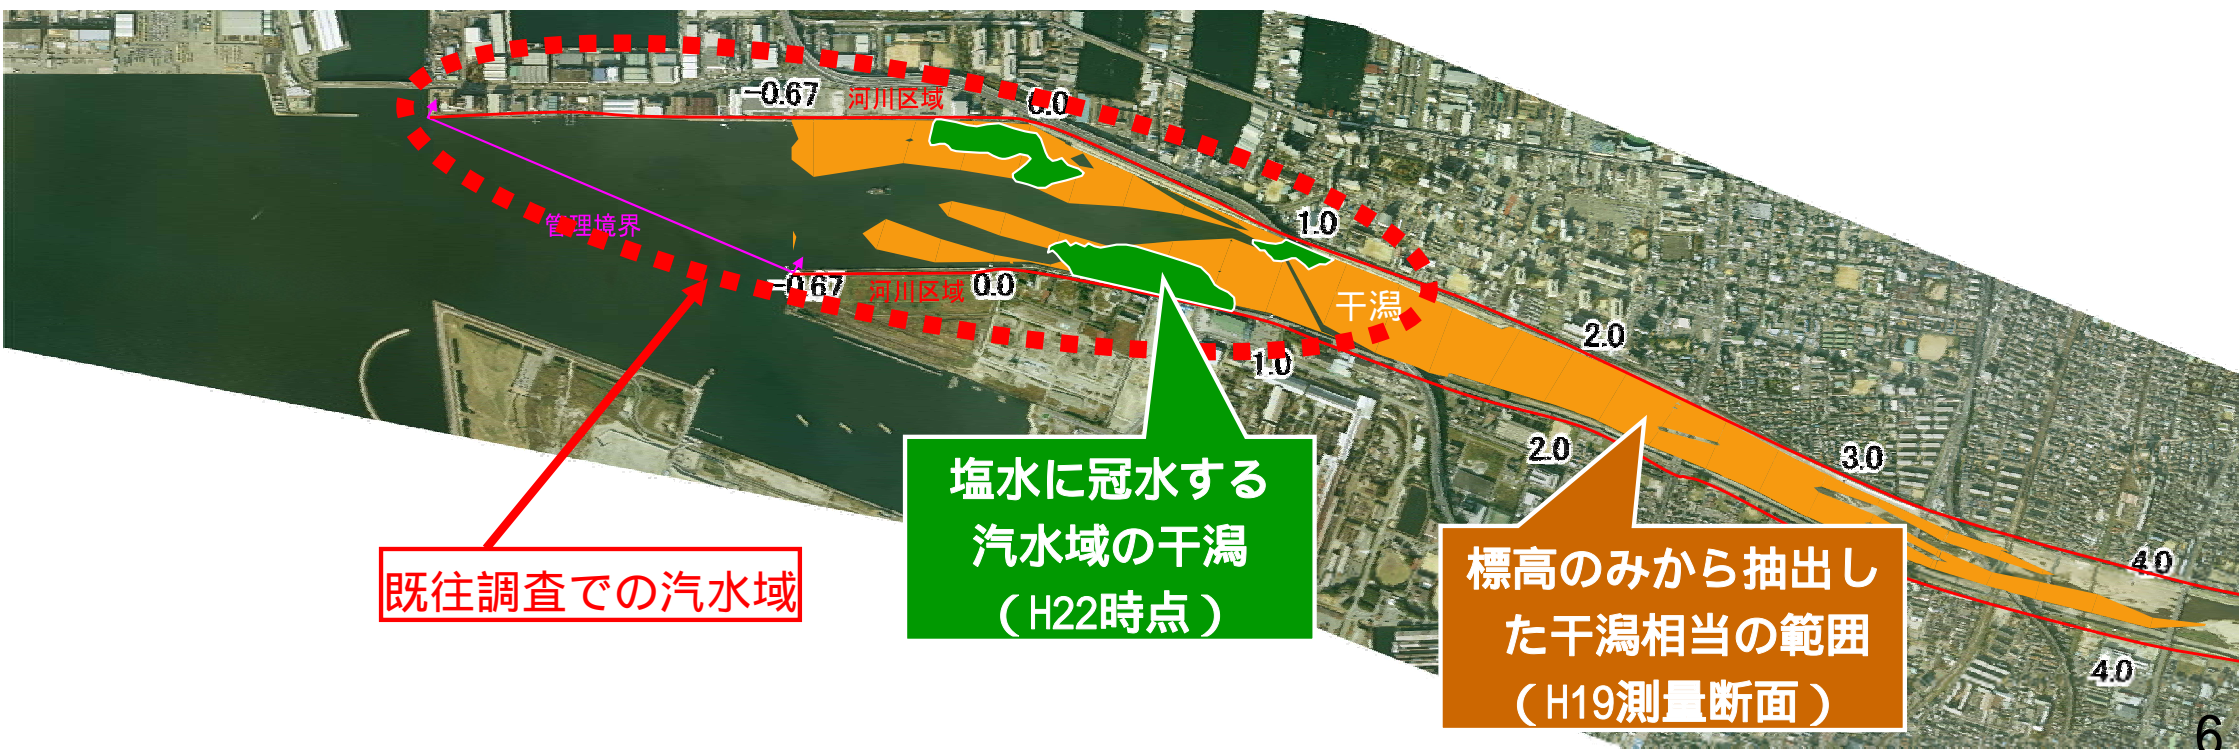 -0.67
河川区域
0.0
管理境界
1.0
-0.67
河川区域
0.0
干潟
2.0
1.0
2.0
3.0
塩水に冠水する
汽水域の干潟
（H22時点）
既往調査での汽水域
標高のみから抽出し
た干潟相当の範囲
（H19測量断面）
4.0
4.0
6